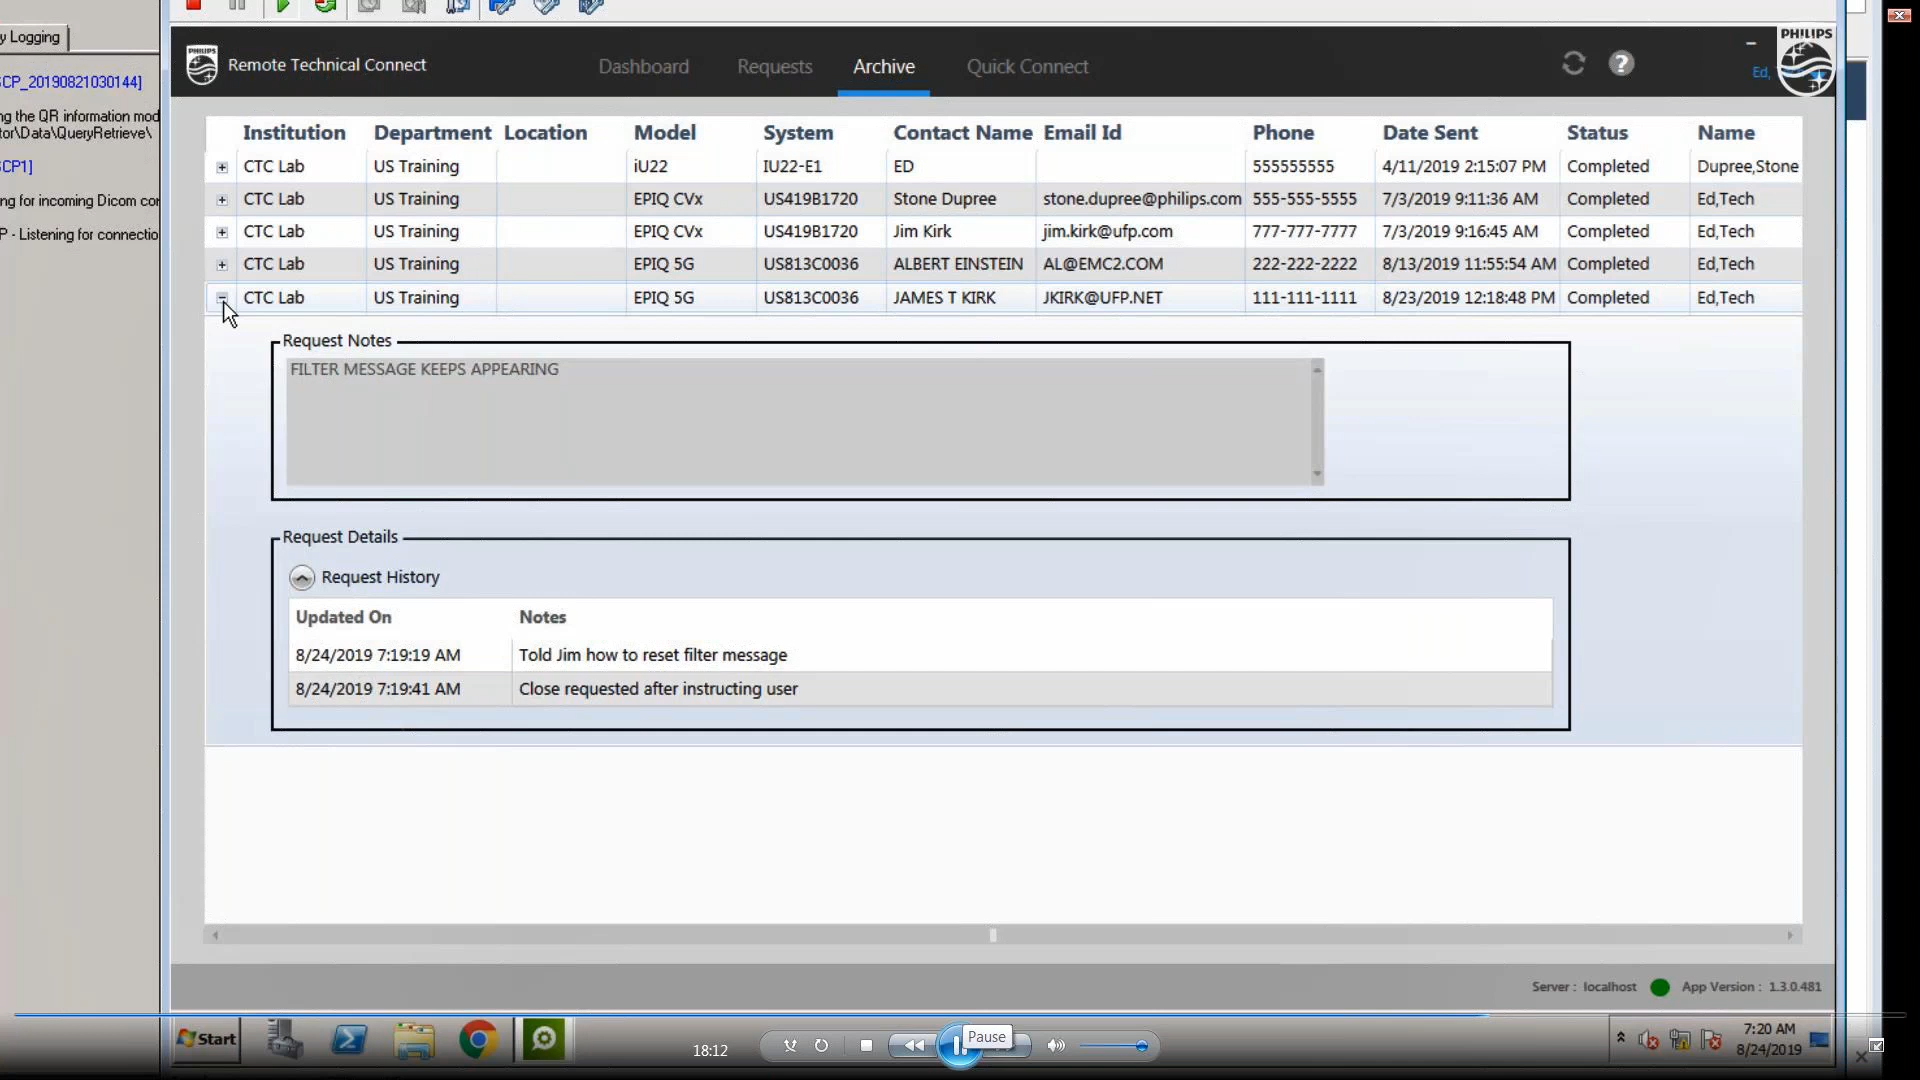 y Logging
SCP_20190821030144]
ng the QR information mod
tor\Data\QueryRetrieve\
SCP1]
ng for incoming Dicom cor
P - Listening for connectio
PHILIPS
Remote Technical Connect
Dashboard
Requests
Archive
Quick Connect
?
Ed,
PHILIPS
Institution Department Location Model System Contact Name Email Id Phone Date Sent Status Name
CTC Lab US Training iU22 IU22-E1 ED 555555555 4/11/2019 2:15:07 PM Completed Dupree,Stone
CTC Lab US Training EPIQ CVx US419B1720 Stone Dupree stone.dupree@philips.com 555-555-5555 7/3/2019 9:11:36 AM Completed Ed,Tech
CTC Lab US Training EPIQ CVx US419B1720 Jim Kirk jim.kirk@ufp.com 777-777-7777 7/3/2019 9:16:45 AM Completed Ed,Tech
CTC Lab US Training EPIQ 5G US813C0036 ALBERT EINSTEIN AL@EMC2.COM 222-222-2222 8/13/2019 11:55:54 AM Completed Ed,Tech
CTC Lab US Training EPIQ 5G US813C0036 JAMES T KIRK JKIRK@UFP.NET 111-111-1111 8/23/2019 12:18:48 PM Completed Ed,Tech
Request Notes
FILTER MESSAGE KEEPS APPEARING
Request Details
Request History
Updated On Notes
8/24/2019 7:19:19 AM Told Jim how to reset filter message
8/24/2019 7:19:41 AM Close requested after instructing user
Server : localhost App Version : 1.3.0.481
Start
18:12
Pause
7:20 AM
8/24/2019